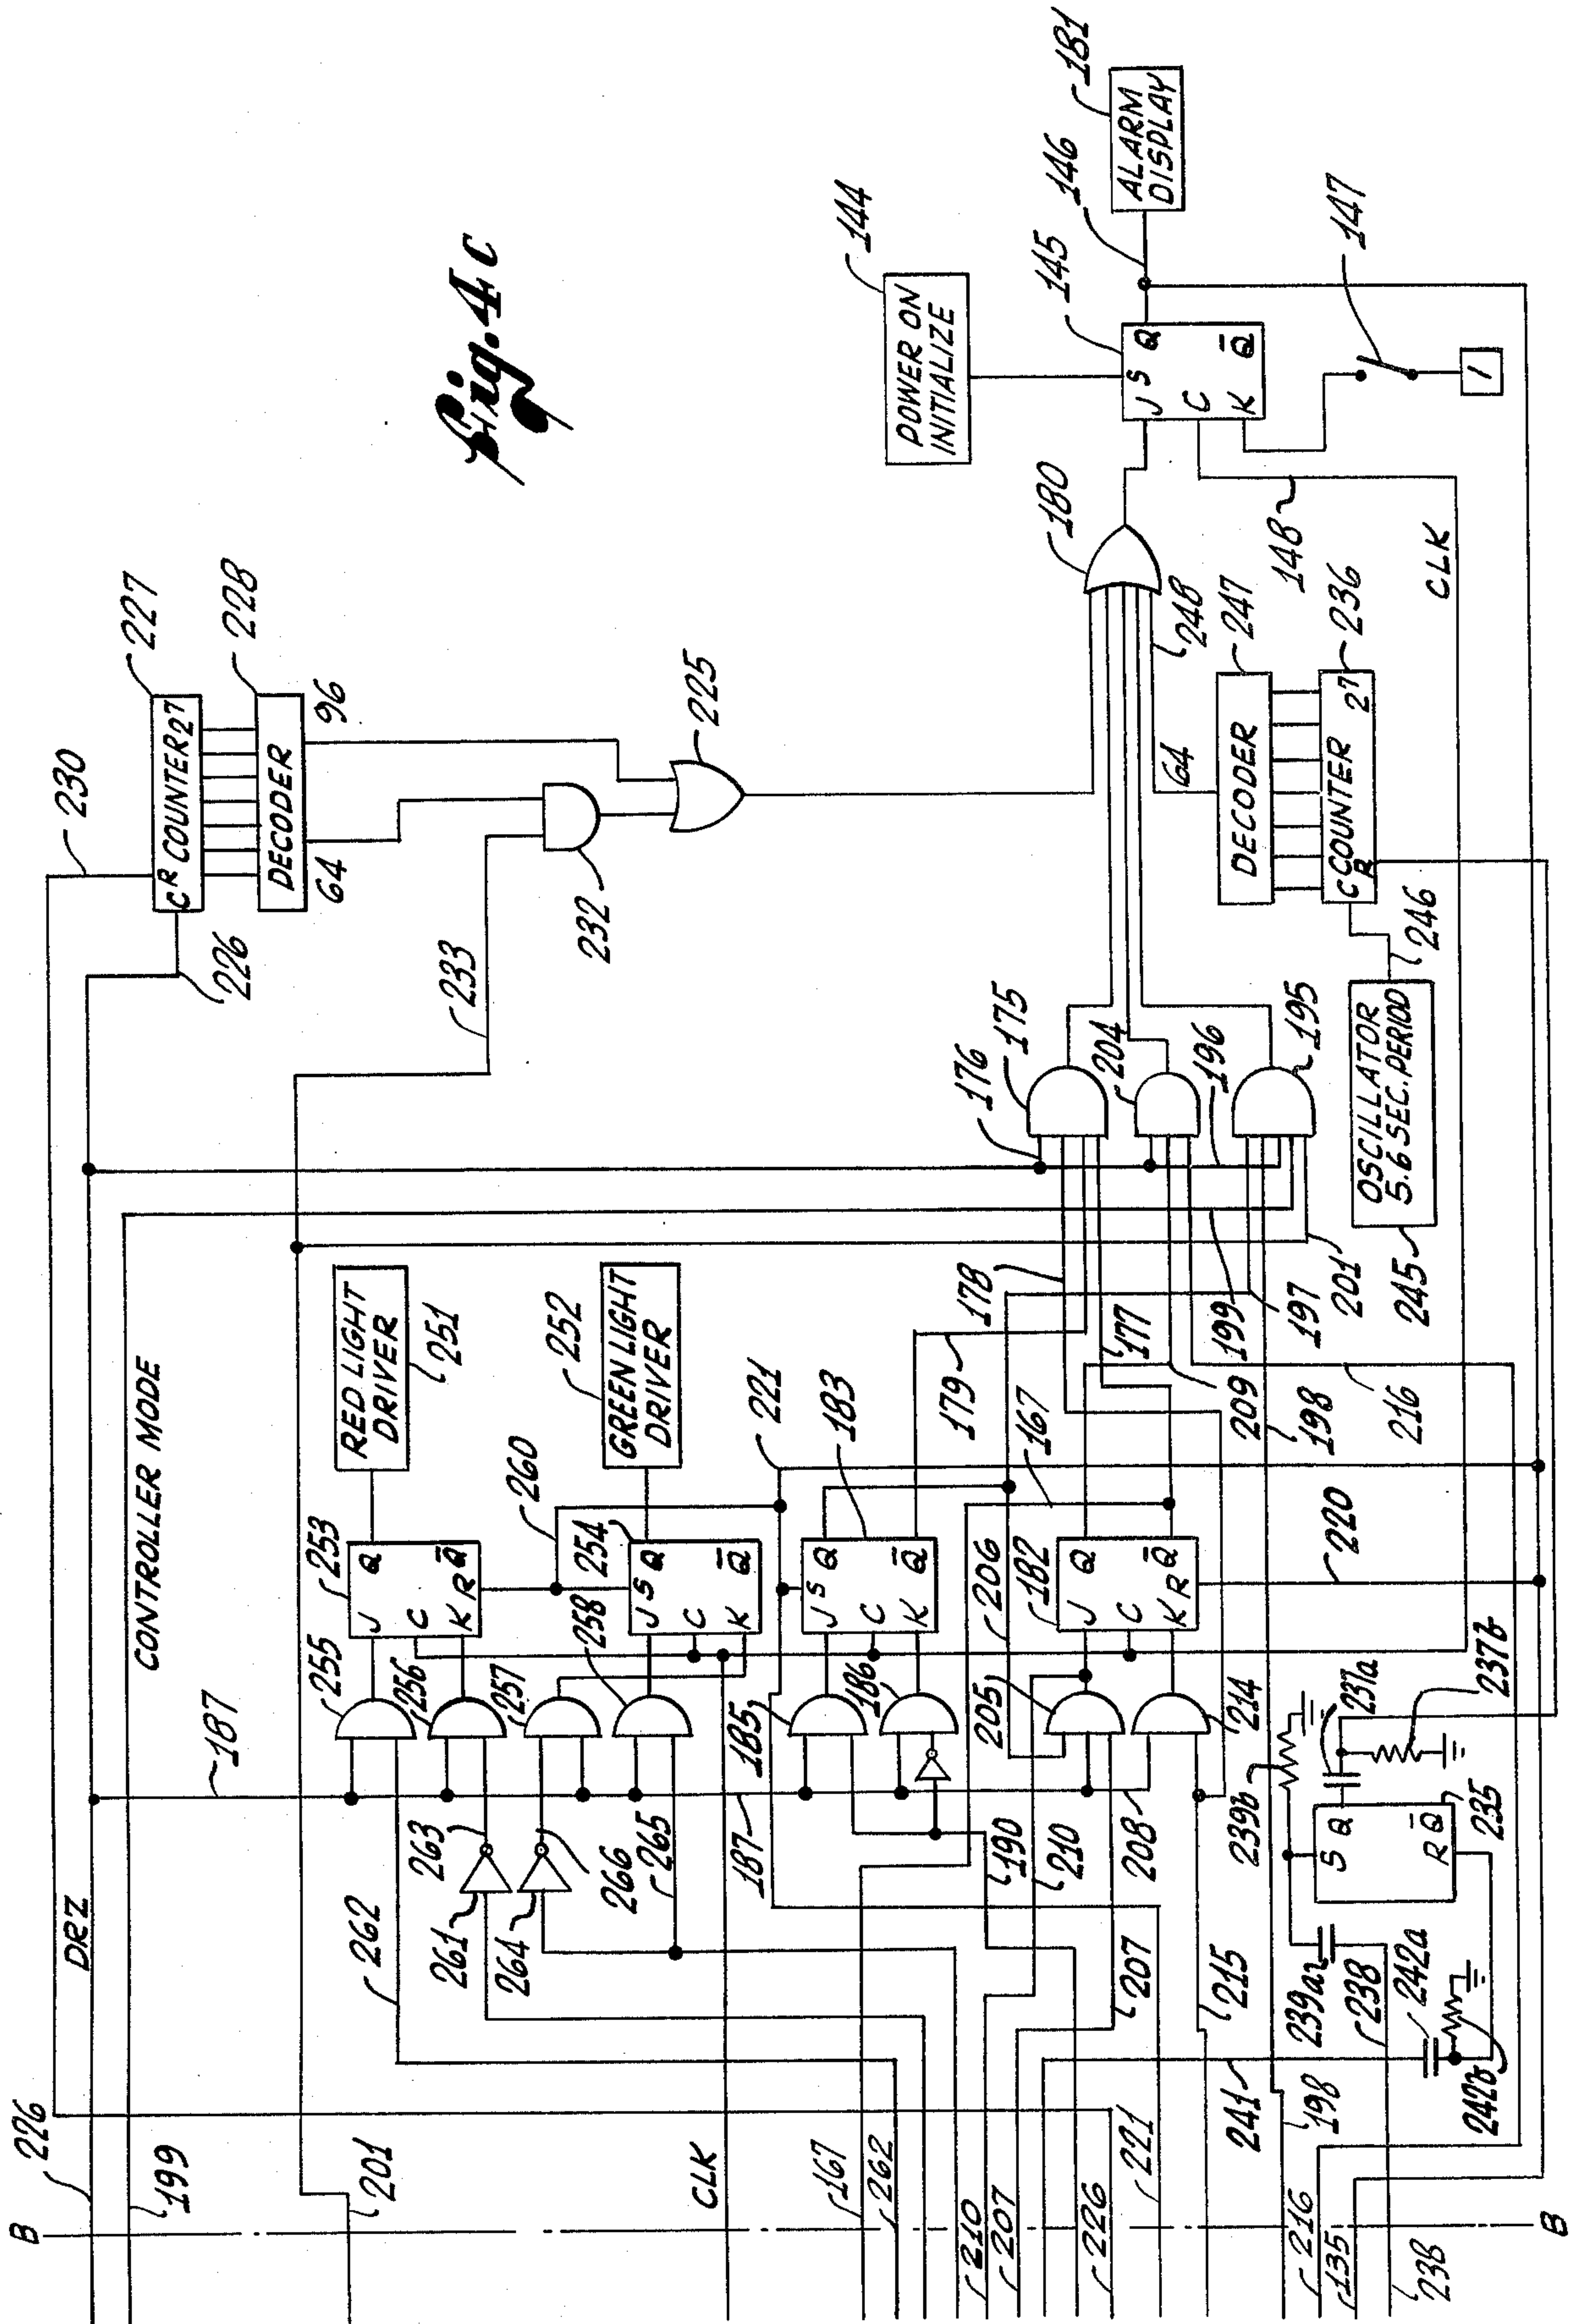 Fig. 4c
B
226
DRZ
199
CONTROLLER MODE
201
187
262
261
263
264
266
265
255
256
257
258
253
J Q
C
K R Q̅
RED LIGHT
DRIVER
251
254
J S Q
C
K Q̅
GREEN LIGHT
DRIVER
252
260
221
CLK
185
186
187
190
183
J S Q
C
K Q̅
179
178
167
206
205
210
208
207
215
214
182
J Q
C
K R Q̅
177
209
199
197
201
198
216
220
167
262
210
207
226
221
241
198
216
135
238
B
239b
239a
238
242a
242b
S Q
R Q̅
235
237a
237b
230
226
227
C R COUNTER 2⁷
228
DECODER
64
96
233
232
225
176
175
204
196
195
OSCILLATOR
5.6 SEC. PERIOD
245
246
DECODER
247
64
248
C COUNTER 2⁷
R
236
180
148
CLK
POWER ON
INITIALIZE
144
145
J S Q
C
K Q̅
146
ALARM
DISPLAY
181
147
1